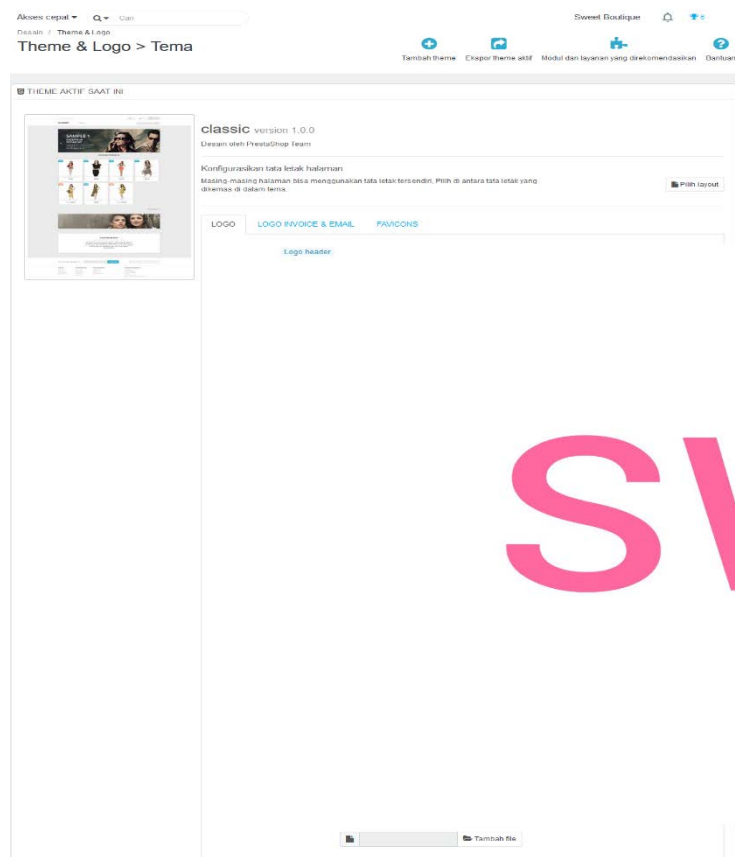 Akses cepat
Cari
Sweet Boutique
6
Desain / Theme & Logo
Theme & Logo > Tema
Tambah theme
Ekspor theme aktif
Modul dan layanan yang direkomendasikan
Bantuan
THEME AKTIF SAAT INI
classic version 1.0.0
Desain oleh PrestaShop Team
Konfigurasikan tata letak halaman
Masing-masing halaman bisa menggunakan tata letak tersendiri, Pilih di antara tata letak yang
dikemas di dalam tema.
Pilih layout
LOGO
LOGO INVOICE & EMAIL
FAVICONS
Logo header
SAMPLE 1
SW
Tambah file